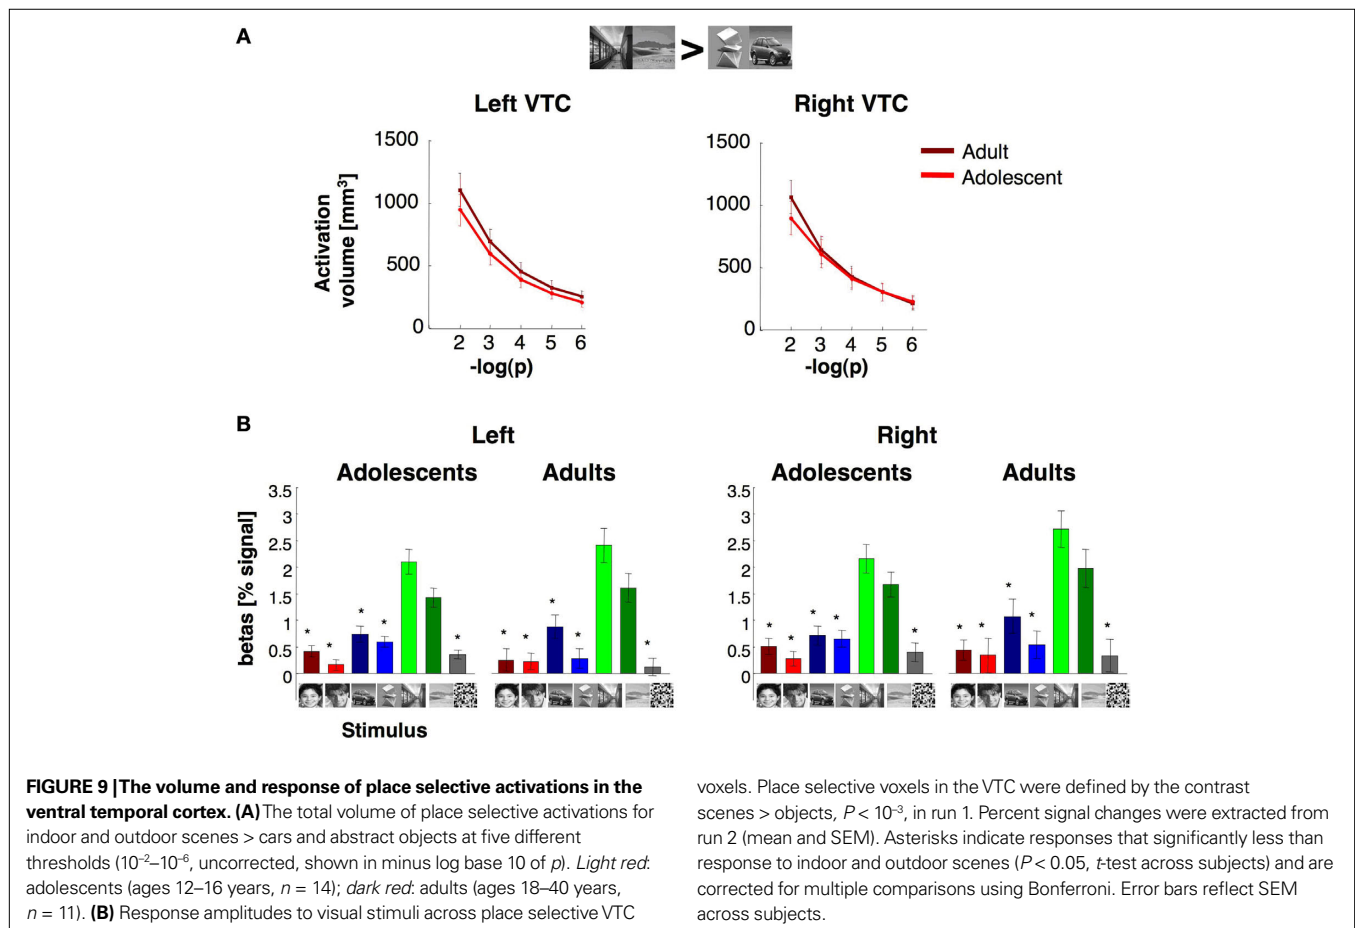 A
>
Left VTC
Right VTC
1500
1000
500
0
Activation
volume [mm³]
2 3 4 5 6
-log(p)
1500
1000
500
0
2 3 4 5 6
-log(p)
Adult
Adolescent
B
Left
Right
Adolescents
Adults
Adolescents
Adults
3.5
3
2.5
2
1.5
1
0.5
0
betas [% signal]
* * * * *
* * * * *
Stimulus
3.5
3
2.5
2
1.5
1
0.5
0
* * * * *
* * * * *
FIGURE 9 | The volume and response of place selective activations in the
ventral temporal cortex. (A) The total volume of place selective activations for
indoor and outdoor scenes > cars and abstract objects at five different
thresholds (10⁻²–10⁻⁶, uncorrected, shown in minus log base 10 of p). Light red:
adolescents (ages 12–16 years, n = 14); dark red: adults (ages 18–40 years,
n = 11). (B) Response amplitudes to visual stimuli across place selective VTC
voxels. Place selective voxels in the VTC were defined by the contrast
scenes > objects, P < 10⁻³, in run 1. Percent signal changes were extracted from
run 2 (mean and SEM). Asterisks indicate responses that significantly less than
response to indoor and outdoor scenes (P < 0.05, t-test across subjects) and are
corrected for multiple comparisons using Bonferroni. Error bars reflect SEM
across subjects.